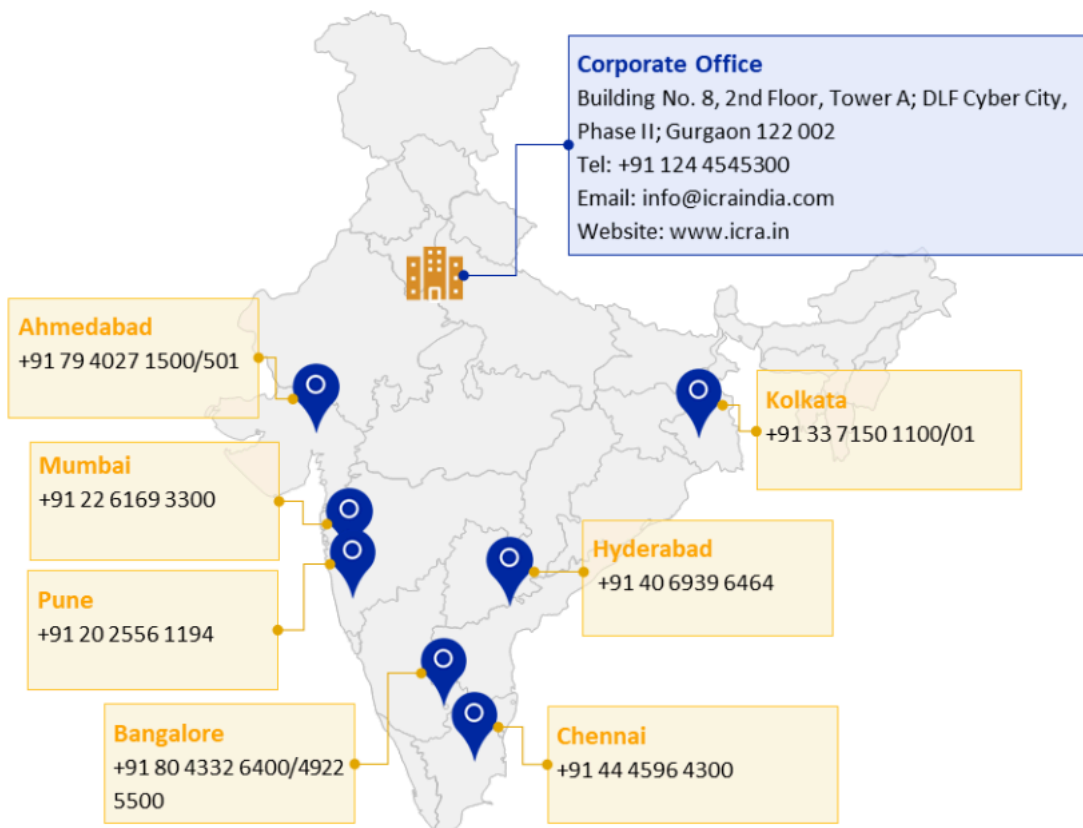 Corporate Office
Building No. 8, 2nd Floor, Tower A; DLF Cyber City,
Phase II; Gurgaon 122 002
Tel: +91 124 4545300
Email: info@icraindia.com
Website: www.icra.in
Ahmedabad
+91 79 4027 1500/501
Kolkata
+91 33 7150 1100/01
Mumbai
+91 22 6169 3300
Hyderabad
+91 40 6939 6464
Pune
+91 20 2556 1194
Bangalore
+91 80 4332 6400/4922
5500
Chennai
+91 44 4596 4300